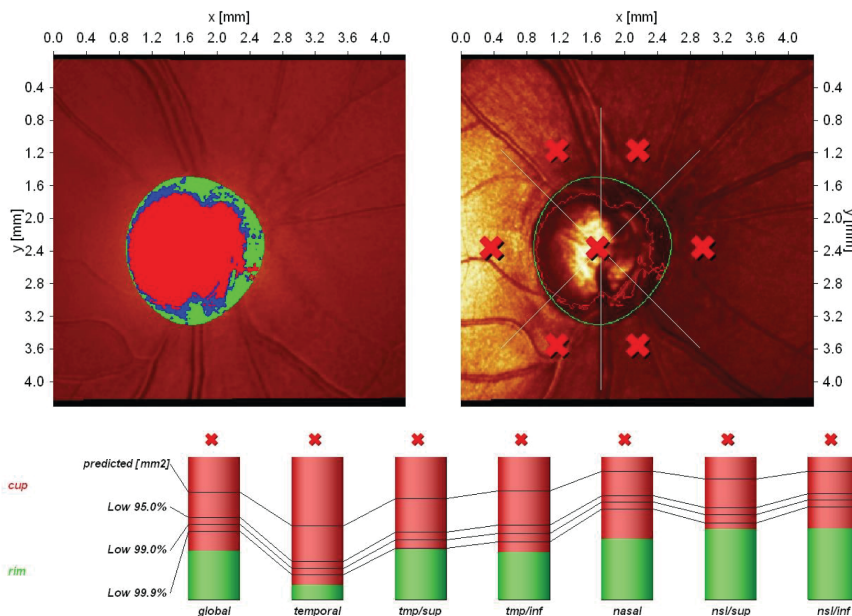 x [mm]
x [mm]
0.0 0.4 0.8 1.2 1.6 2.0 2.4 2.8 3.2 3.6 4.0
0.0 0.4 0.8 1.2 1.6 2.0 2.4 2.8 3.2 3.6 4.0
y [mm]
0.4
0.8
1.2
1.6
2.0
2.4
2.8
3.2
3.6
4.0
y [mm]
0.4
0.8
1.2
1.6
2.0
2.4
2.8
3.2
3.6
4.0
cup
rim
predicted [mm2]
Low 95.0%
Low 99.0%
Low 99.9%
global temporal tmp/sup tmp/inf nasal nsl/sup nsl/inf